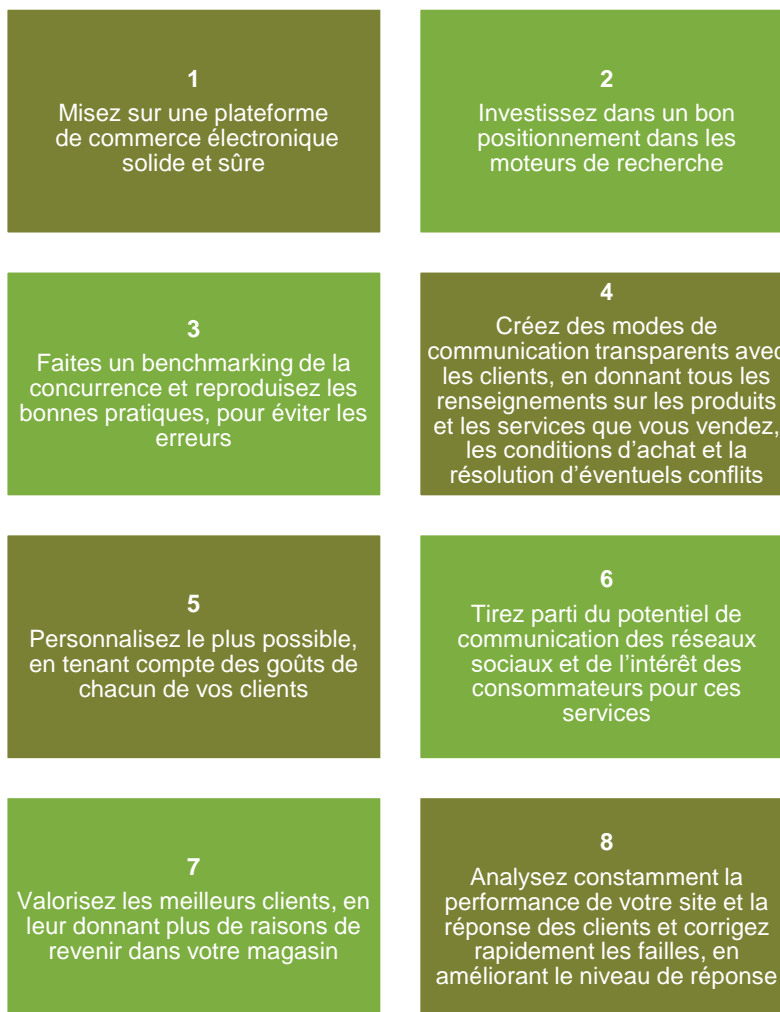 1
Misez sur une plateforme
de commerce électronique
solide et sûre
2
Investissez dans un bon
positionnement dans les
moteurs de recherche
3
Faites un benchmarking de la
concurrence et reproduisez les
bonnes pratiques, pour éviter les
erreurs
4
Créez des modes de
communication transparents avec
les clients, en donnant tous les
renseignements sur les produits
et les services que vous vendez,
les conditions d’achat et la
résolution d’éventuels conflits
5
Personnalisez le plus possible,
en tenant compte des goûts de
chacun de vos clients
6
Tirez parti du potentiel de
communication des réseaux
sociaux et de l’intérêt des
consommateurs pour ces
services
7
Valorisez les meilleurs clients, en
leur donnant plus de raisons de
revenir dans votre magasin
8
Analysez constamment la
performance de votre site et la
réponse des clients et corrigez
rapidement les failles, en
améliorant le niveau de réponse